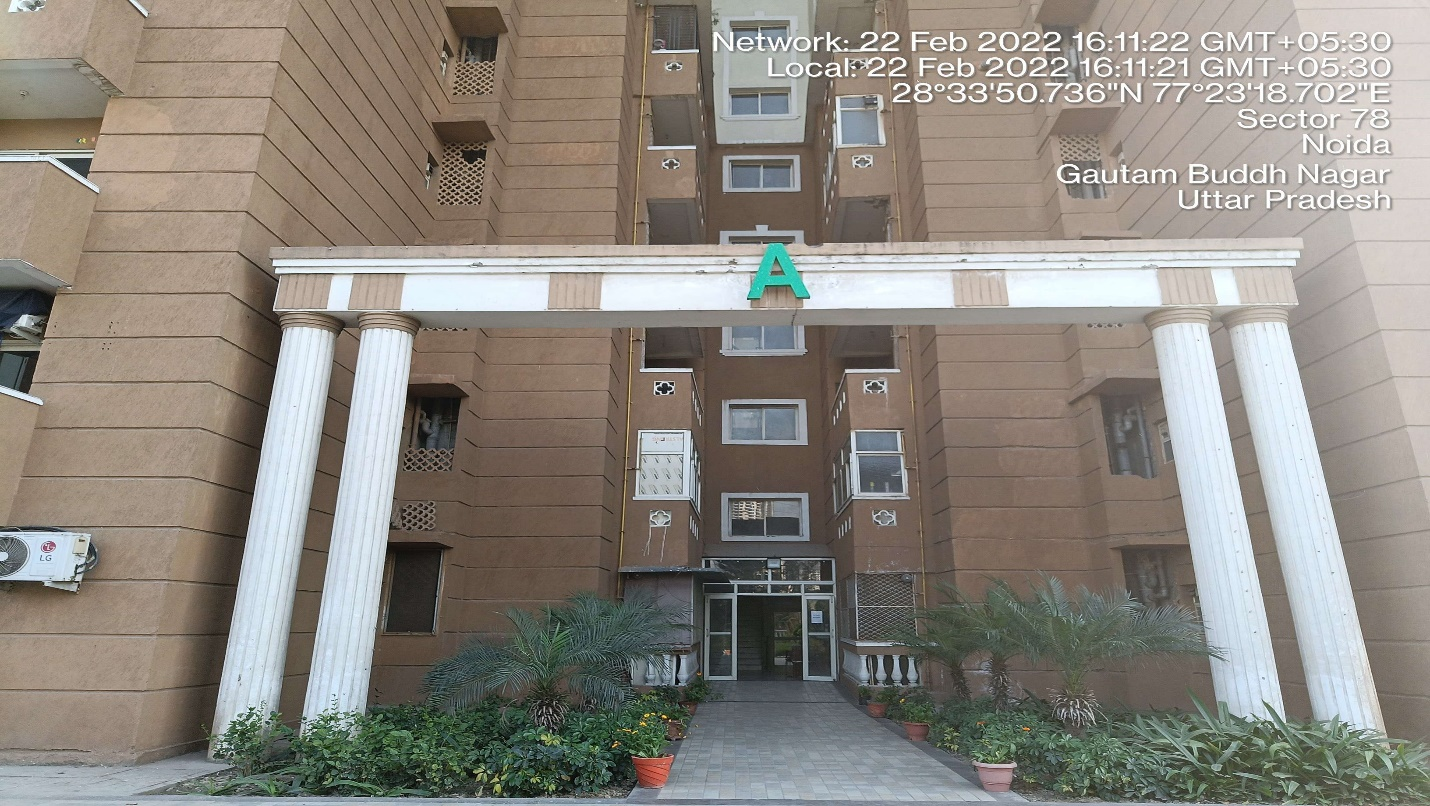 Network: 22 Feb 2022 16:11:22 GMT+05:30
Local: 22 Feb 2022 16:11:21 GMT+05:30
28°33'50.736"N 77°23'18.702"E
Sector 78
Noida
Gautam Buddh Nagar
Uttar Pradesh
A
LG